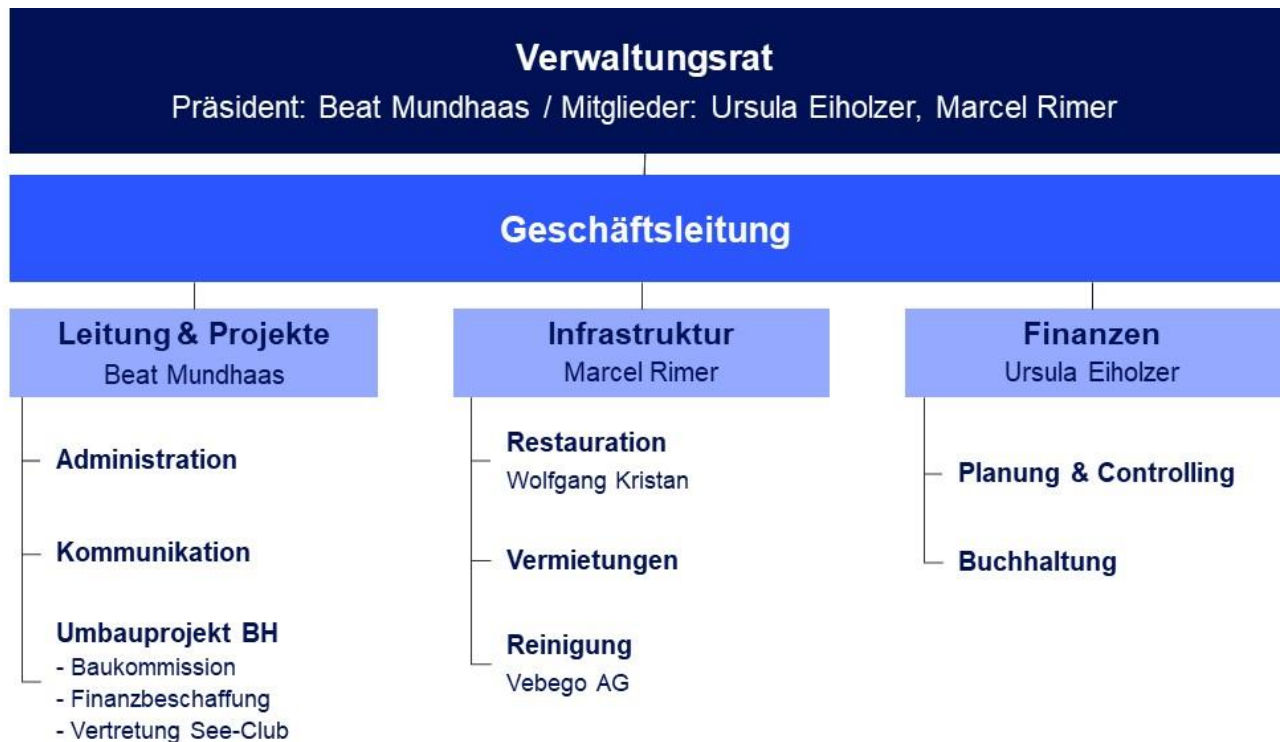 Verwaltungsrat
Präsident: Beat Mundhaas / Mitglieder: Ursula Eiholzer, Marcel Rimer
Geschäftsleitung
Leitung & Projekte
Beat Mundhaas
Administration
Kommunikation
Umbauprojekt BH
- Baukommission
- Finanzbeschaffung
- Vertretung See-Club
Infrastruktur
Marcel Rimer
Restauration
Wolfgang Kristan
Vermietungen
Reinigung
Vebego AG
Finanzen
Ursula Eiholzer
Planung & Controlling
Buchhaltung